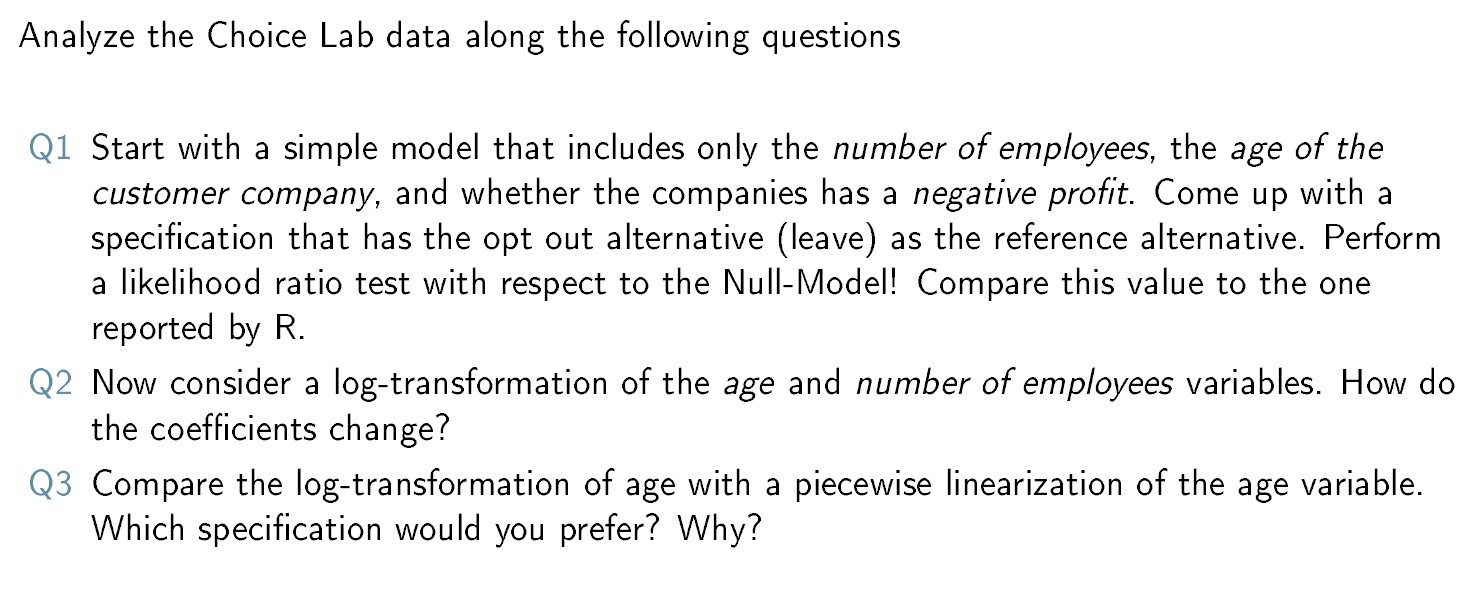 Analyze the Choice Lab data along the following questions
Q1 Start with a simple model that includes only the number of employees, the age of the
customer company, and whether the companies has a negative profit. Come up with a
specification that has the opt out alternative (leave) as the reference alternative. Perform
a likelihood ratio test with respect to the Null-Model! Compare this value to the one
reported by R.
Q2 Now consider a log-transformation of the age and number of employees variables. How do
the coefficients change?
Q3 Compare the log-transformation of age with a piecewise linearization of the age variable.
Which specification would you prefer? Why?